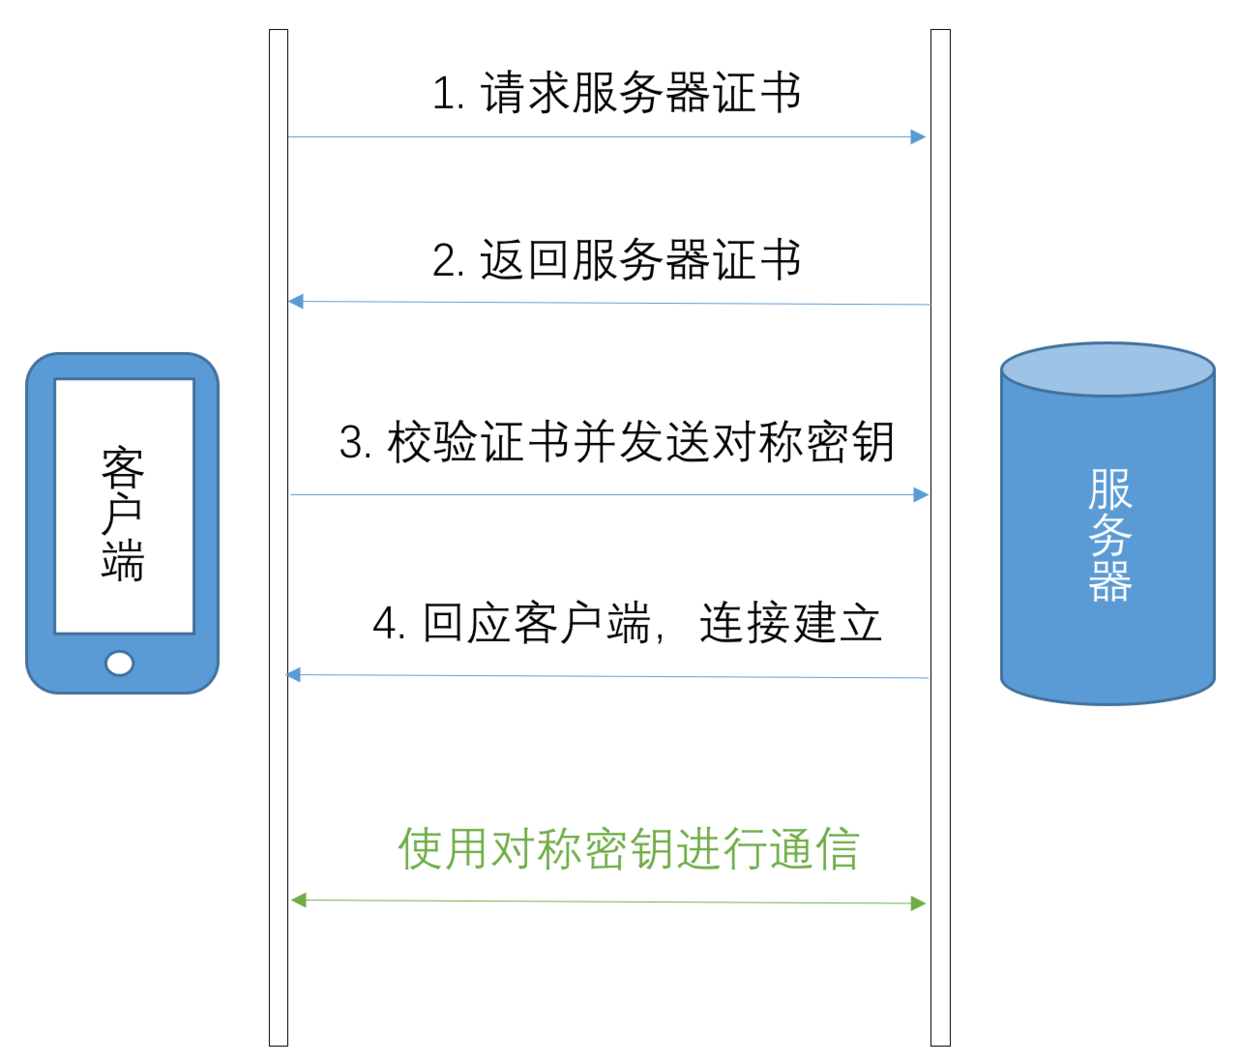 1. 请求服务器证书
2. 返回服务器证书
3. 校验证书并发送对称密钥
4. 回应客户端，连接建立
使用对称密钥进行通信
客户端
服务器